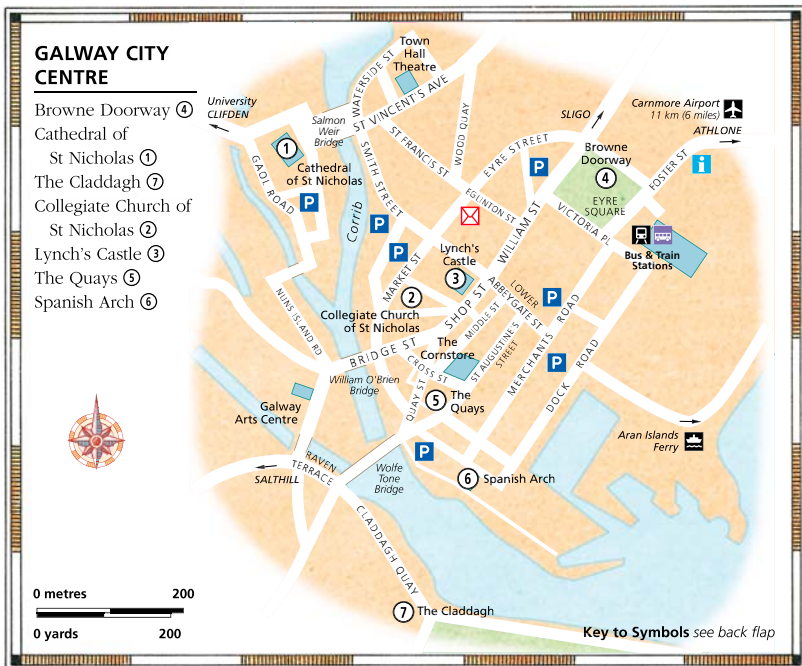 GALWAY CITY
CENTRE
Browne Doorway 4
Cathedral of
St Nicholas 1
The Claddagh 7
Collegiate Church of
St Nicholas 2
Lynch's Castle 3
The Quays 5
Spanish Arch 6
Town
Hall
Theatre
WATERSIDE ST
ST VINCENT'S AVE
University
CLIFDEN
Salmon
Weir
Bridge
1
Cathedral
of St Nicholas
GAOL ROAD
P
Corrib
SMITH STREET
ST FRANCIS ST
WOOD QUAY
EYRE STREET
P
SLIGO
Carnmore Airport
11 km (6 miles)
ATHLONE
Browne
Doorway
4
EYRE
SQUARE
FOSTER ST
i
EGLINTON ST
WILLIAM ST
VICTORIA PL
Bus & Train
Stations
P
P
MARKET ST
Lynch's
Castle
3
2
Collegiate Church
of St Nicholas
SHOP ST
LOWER
ABBEYGATE ST
P
MIDDLE ST
ST AUGUSTINE S
STREET
MERCHANTS ROAD
P
DOCK ROAD
NUNS ISLAND RD
BRIDGE ST
The
Cornstore
CROSS ST
William O'Brien
Bridge
QUAY ST
5
The
Quays
Galway
Arts Centre
Aran Islands
Ferry
P
RAVEN
TERRACE
SALTHILL
Wolfe
Tone
Bridge
6 Spanish Arch
CLADDAGH QUAY
7 The Claddagh
0 metres 200
0 yards 200
Key to Symbols see back flap